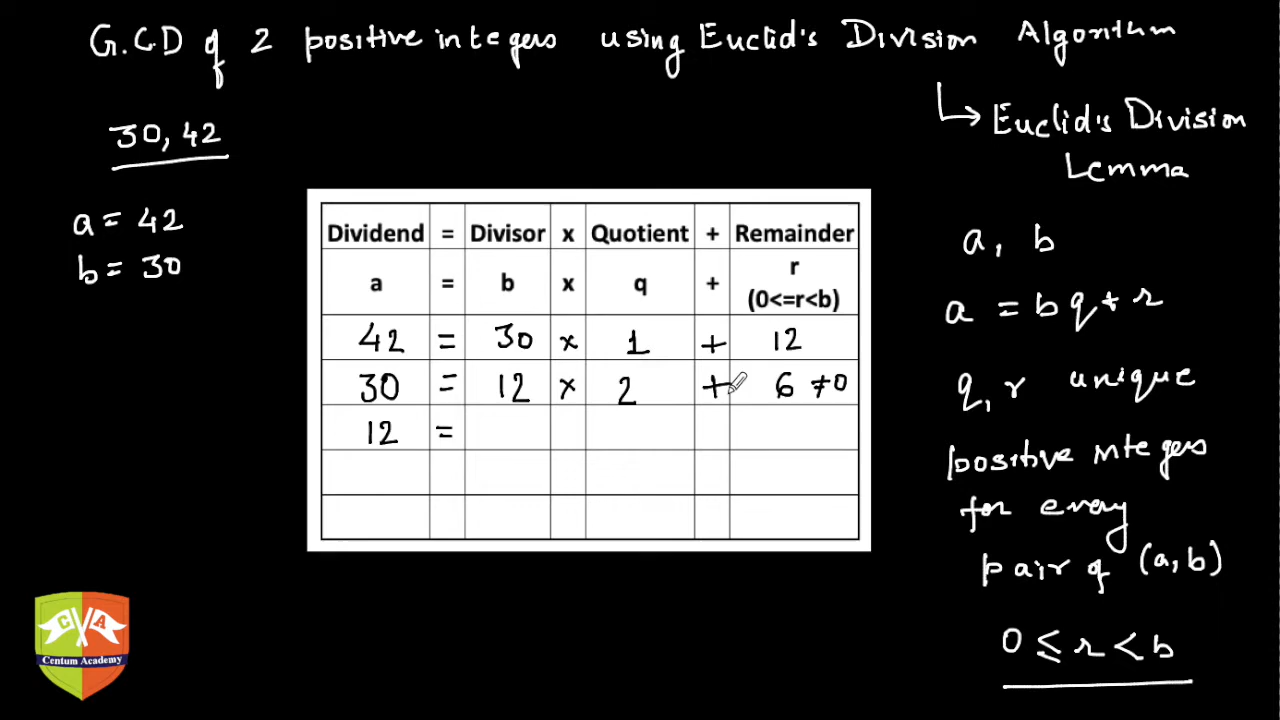 G.C.D of 2 positive integers using Euclid's Division Algorithm
Euclid's Division
Lemma
30, 42
a = 42
b = 30
Dividend = Divisor x Quotient + Remainder
a = b x q + r
(0<=r<b)
42 = 30 × 1 + 12
30 = 12 × 2 + 6 ≠0
12 =
a, b
a = bq + r
q, r unique
positive integers
for every
pair of (a,b)
0 ≤ r < b
C A
Centum Academy